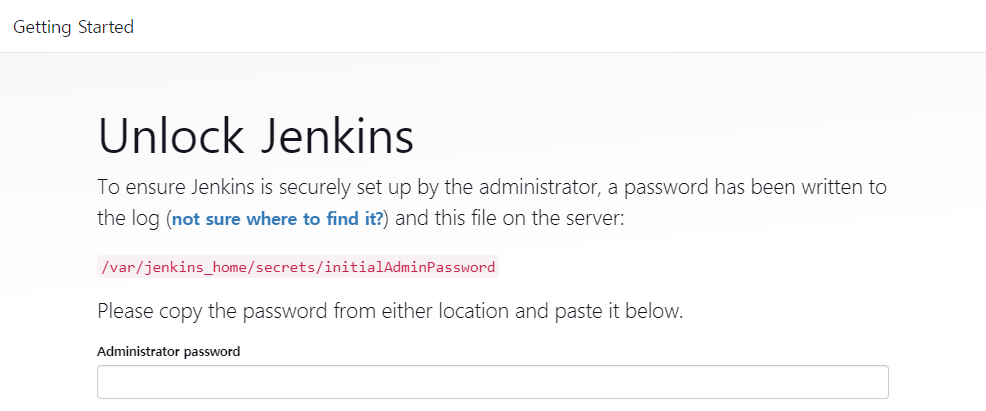 Getting Started
Unlock Jenkins
To ensure Jenkins is securely set up by the administrator, a password has been written to
the log (not sure where to find it?) and this file on the server:
/var/jenkins_home/secrets/initialAdminPassword
Please copy the password from either location and paste it below.
Administrator password